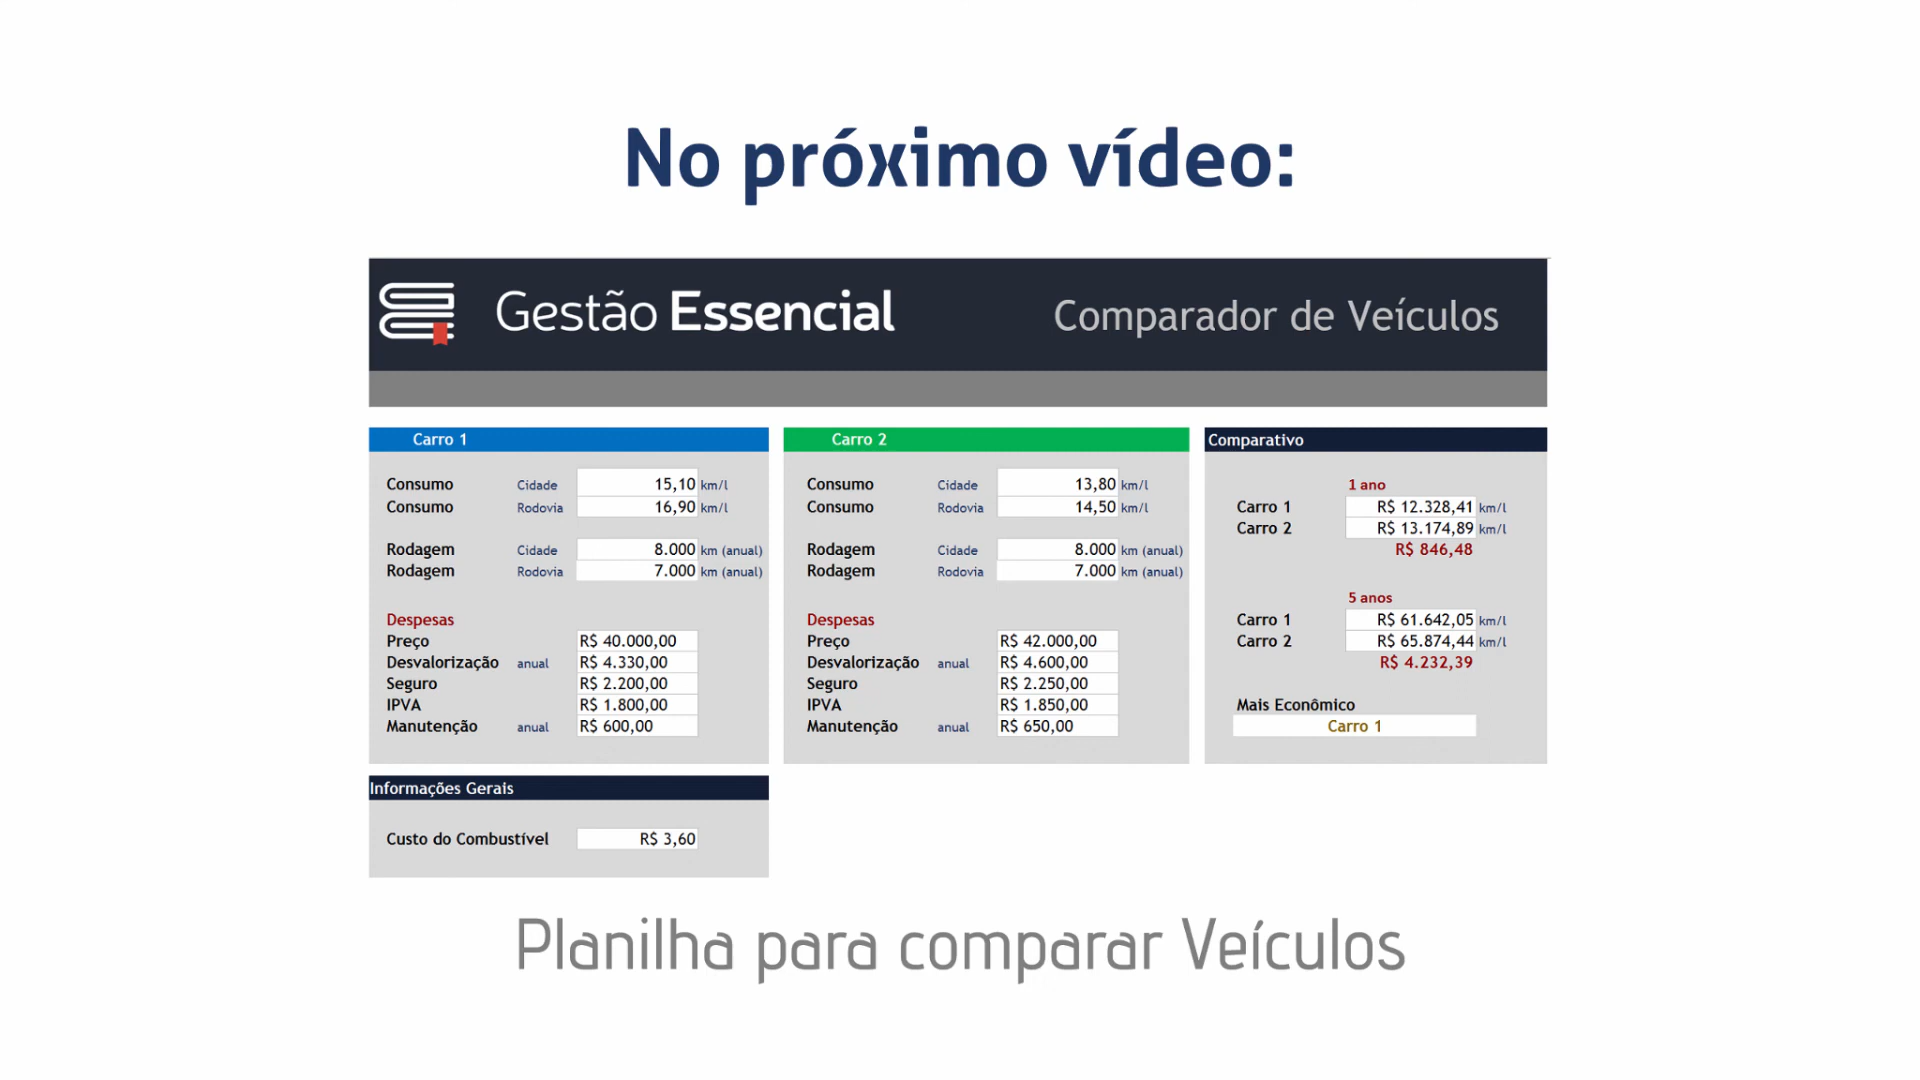 No próximo vídeo:
Gestão Essencial
Comparador de Veículos
Carro 1
Consumo Cidade 15,10 km/l
Consumo Rodovia 16,90 km/l
Rodagem Cidade 8.000 km (anual)
Rodagem Rodovia 7.000 km (anual)
Despesas
Preço R$ 40.000,00
Desvalorização anual R$ 4.330,00
Seguro R$ 2.200,00
IPVA R$ 1.800,00
Manutenção anual R$ 600,00
Carro 2
Consumo Cidade 13,80 km/l
Consumo Rodovia 14,50 km/l
Rodagem Cidade 8.000 km (anual)
Rodagem Rodovia 7.000 km (anual)
Despesas
Preço R$ 42.000,00
Desvalorização anual R$ 4.600,00
Seguro R$ 2.250,00
IPVA R$ 1.850,00
Manutenção anual R$ 650,00
Comparativo
1 ano
Carro 1 R$ 12.328,41 km/l
Carro 2 R$ 13.174,89 km/l
R$ 846,48
5 anos
Carro 1 R$ 61.642,05 km/l
Carro 2 R$ 65.874,44 km/l
R$ 4.232,39
Mais Econômico
Carro 1
Informações Gerais
Custo do Combustível R$ 3,60
Planilha para comparar Veículos